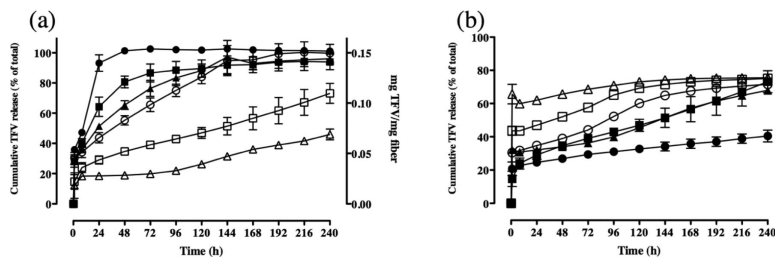 (a)
Cumulative TFV release (% of total)
120
100
80
60
40
20
0
0.15
0.10
0.05
0.00
mg TFV/mg fiber
0 24 48 72 96 120 144 168 192 216 240
Time (h)
(b)
Cumulative TFV release (% of total)
100
80
60
40
20
0
0 24 48 72 96 120 144 168 192 216 240
Time (h)